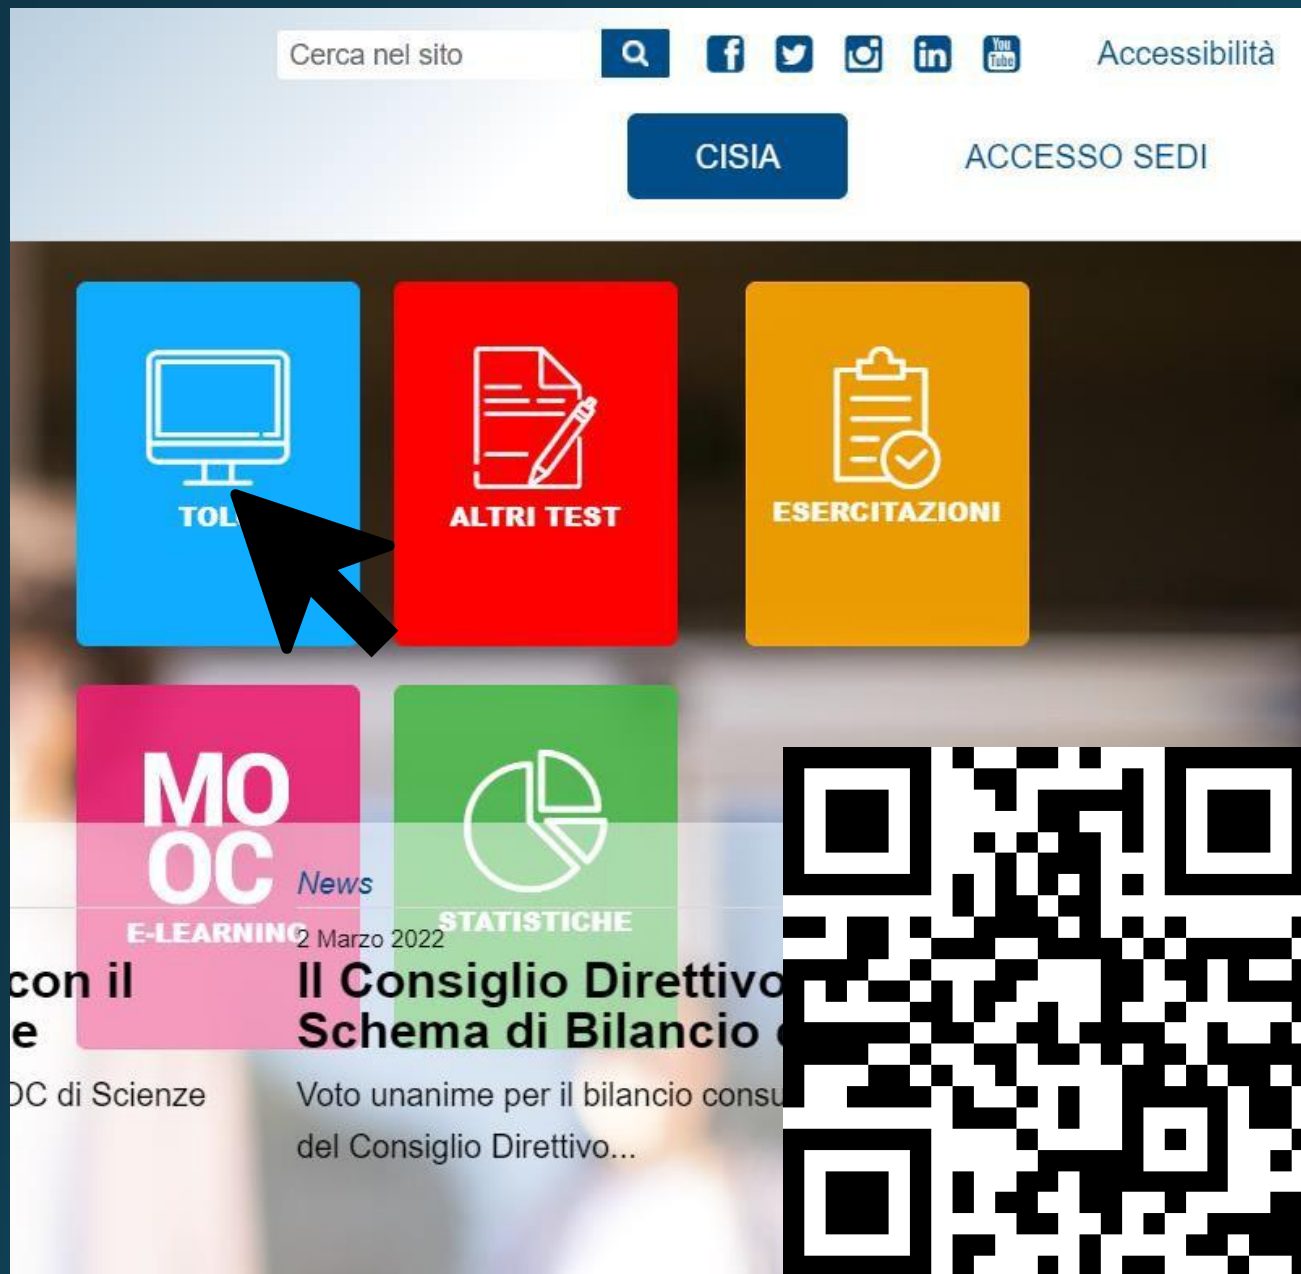 Cerca nel sito
Accessibilità
CISIA
ACCESSO SEDI
TOL
ALTRI TEST
ESERCITAZIONI
MO
OC
E-LEARNING
STATISTICHE
con il
e
OC di Scienze
News
2 Marzo 2022
Il Consiglio Direttivo
Schema di Bilancio
Voto unanime per il bilancio consu
del Consiglio Direttivo...